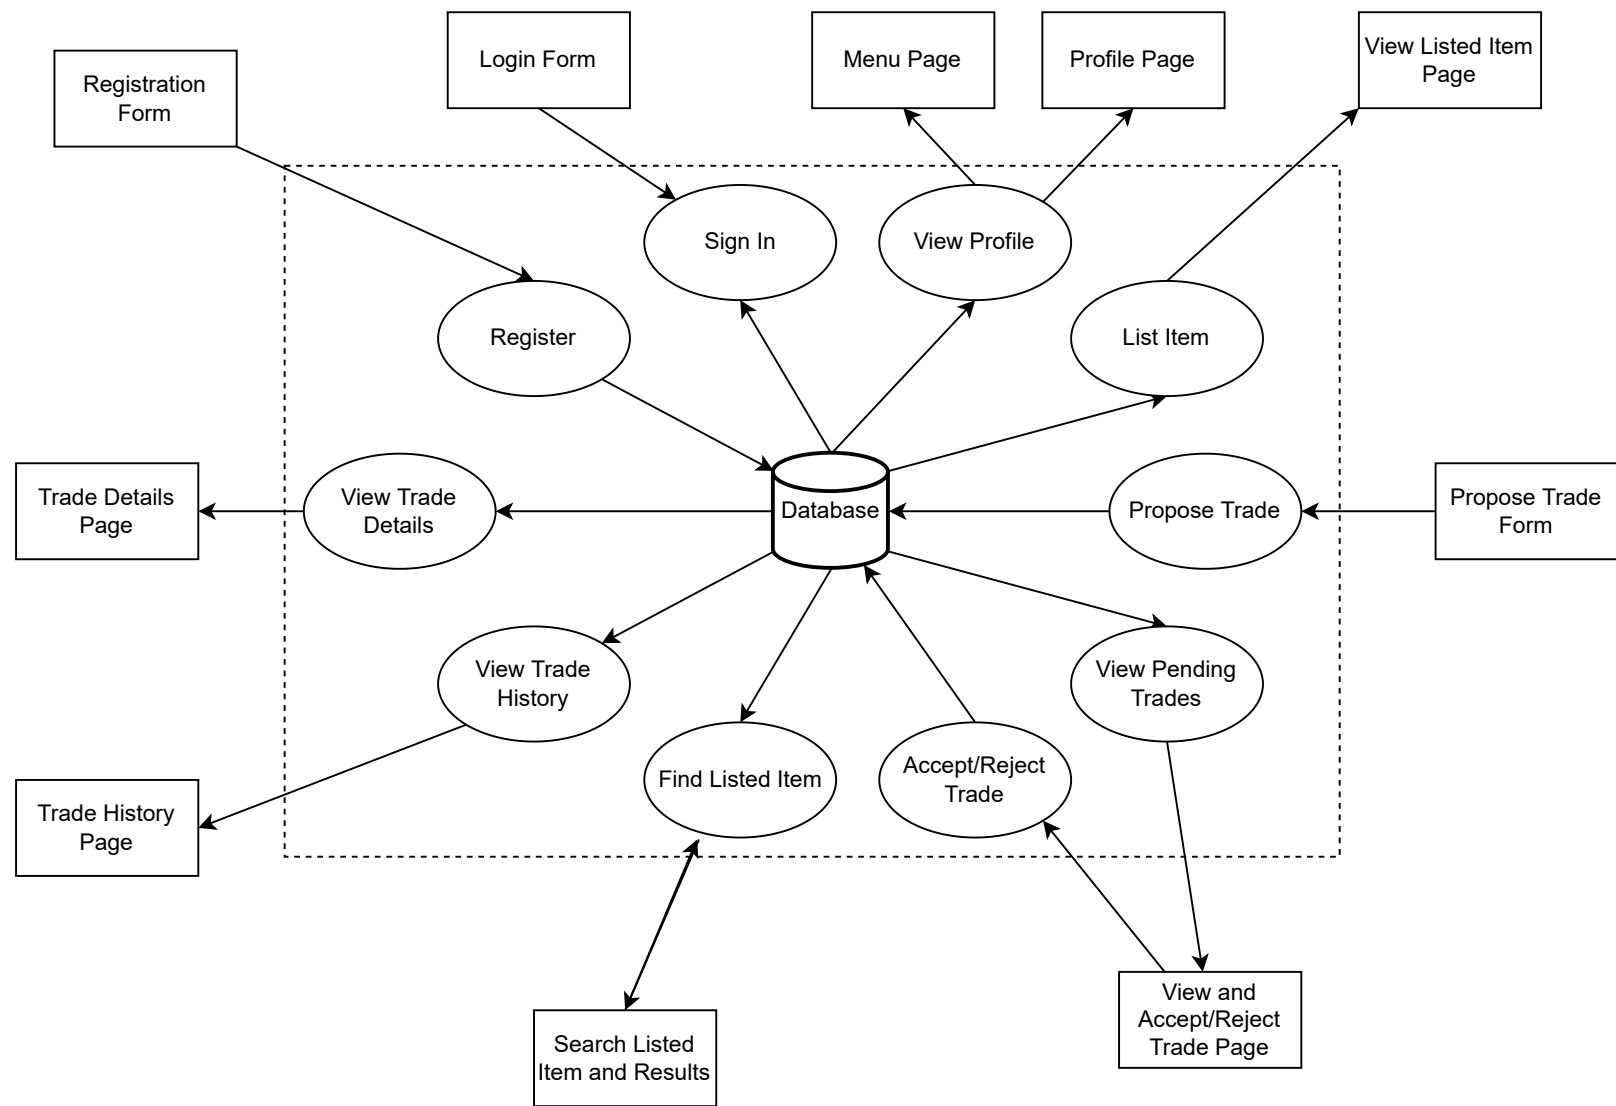 Login Form
Menu Page
Profile Page
View Listed Item
Page
Registration
Form
Sign In
View Profile
Register
List Item
Trade Details
Page
View Trade
Details
Database
Propose Trade
Propose Trade
Form
View Trade
History
View Pending
Trades
Find Listed Item
Accept/Reject
Trade
Trade History
Page
Search Listed
Item and Results
View and
Accept/Reject
Trade Page